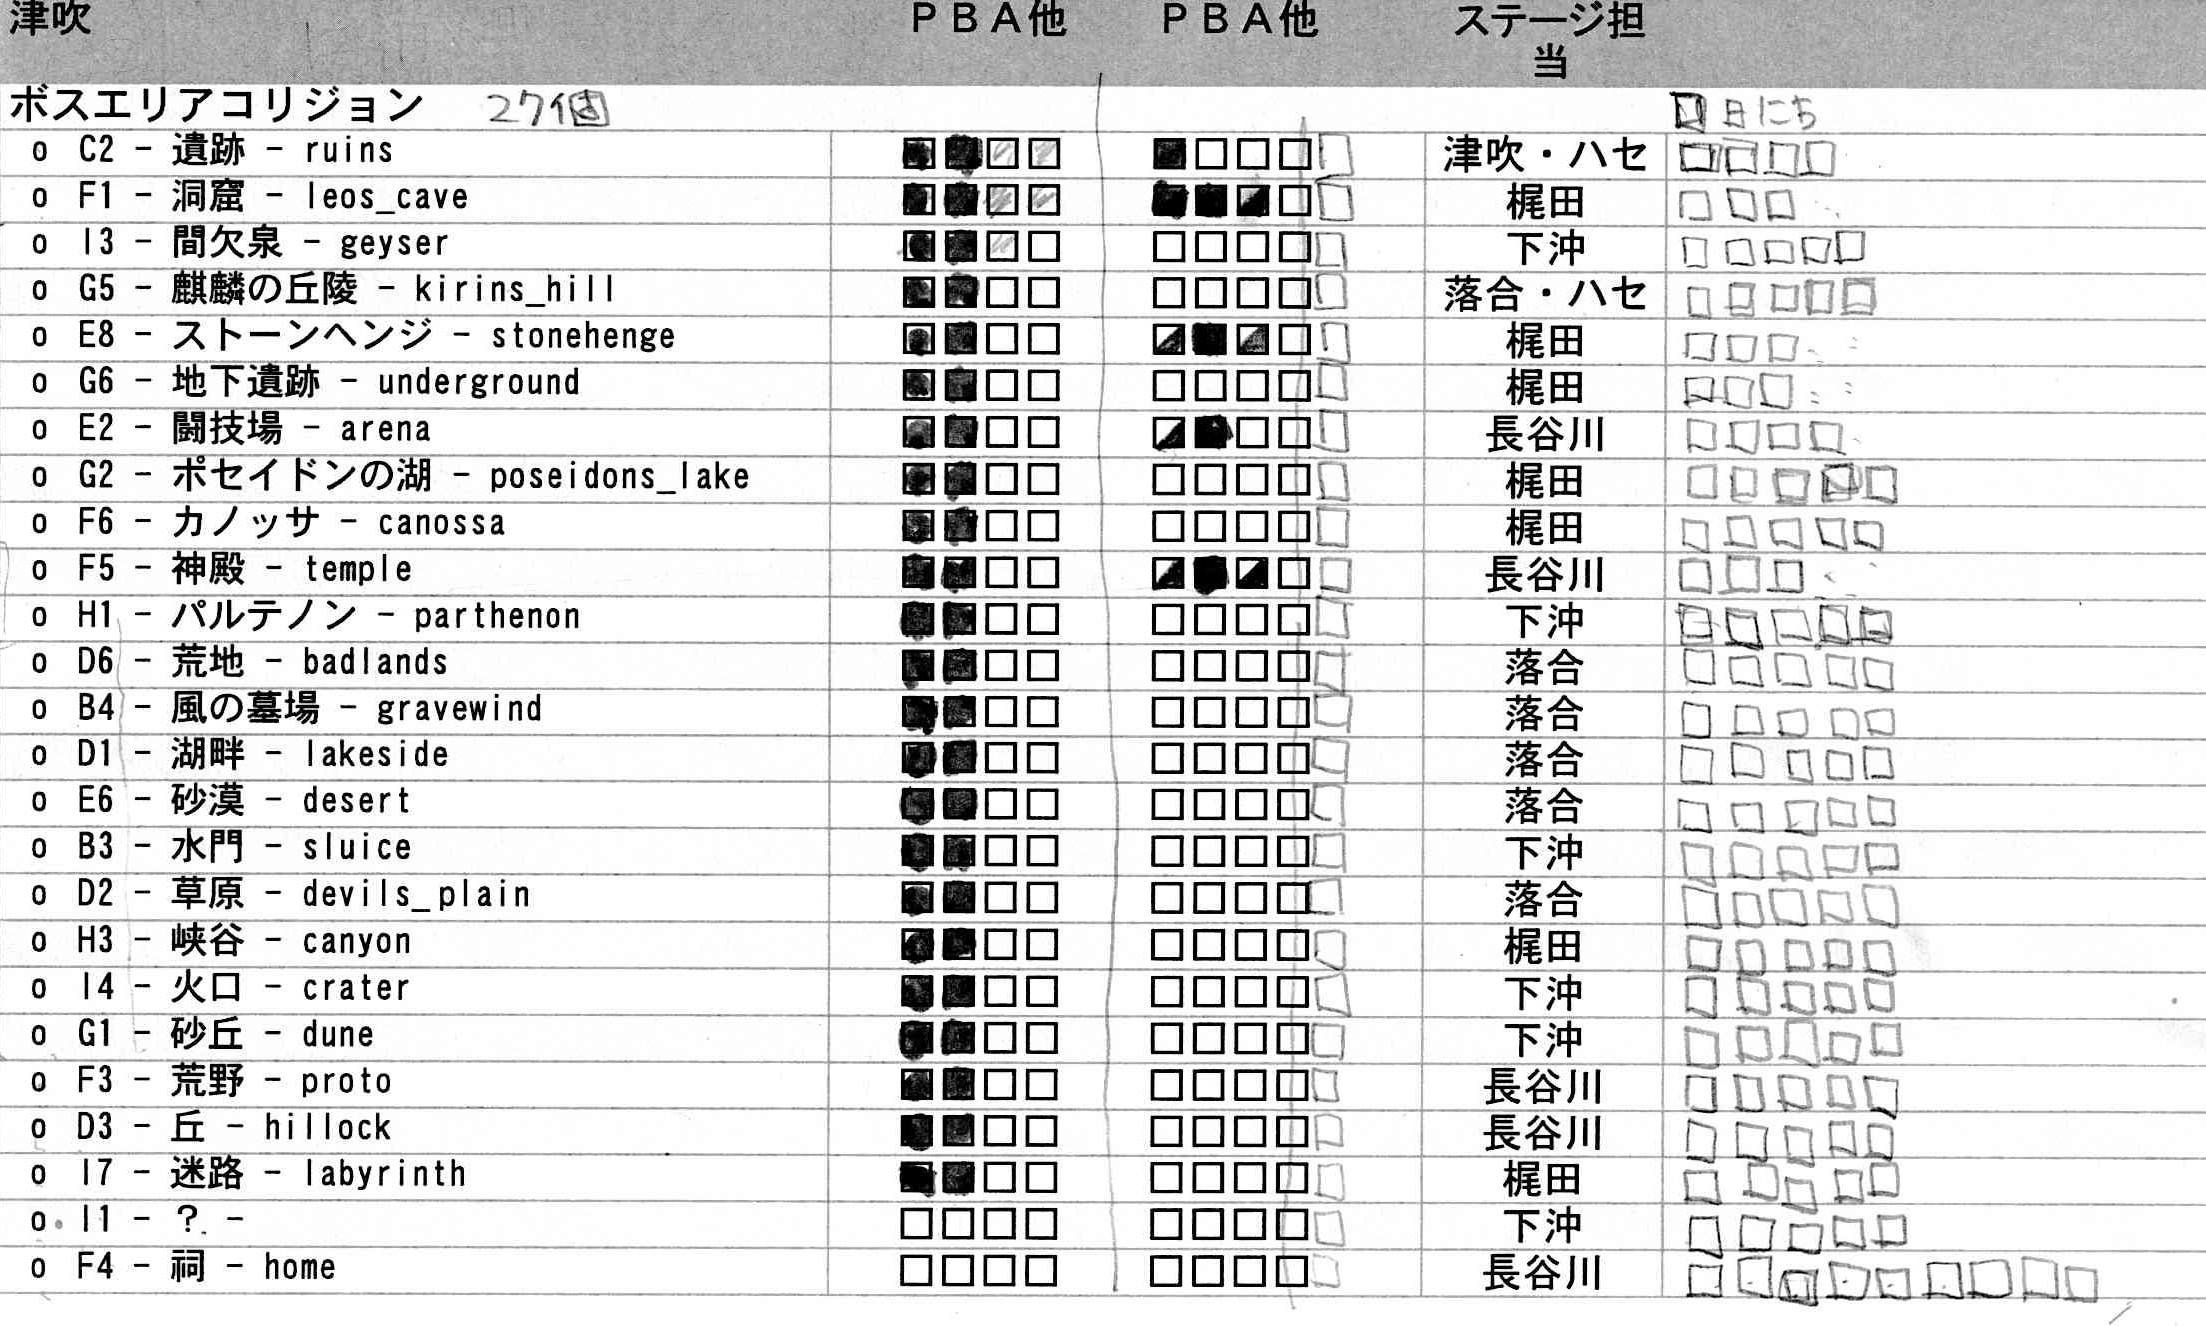 津吹 ＰＢＡ他 ＰＢＡ他 ステージ担当
ボスエリアコリジョン 27個 日にち
o C2 - 遺跡 - ruins 津吹・ハセ
o F1 - 洞窟 - leos_cave 梶田
o I3 - 間欠泉 - geyser 下沖
o G5 - 麒麟の丘陵 - kirins_hill 落合・ハセ
o E8 - ストーンヘンジ - stonehenge 梶田
o G6 - 地下遺跡 - underground 梶田
o E2 - 闘技場 - arena 長谷川
o G2 - ポセイドンの湖 - poseidons_lake 梶田
o F6 - カノッサ - canossa 梶田
o F5 - 神殿 - temple 長谷川
o H1 - パルテノン - parthenon 下沖
o D6 - 荒地 - badlands 落合
o B4 - 風の墓場 - gravewind 落合
o D1 - 湖畔 - lakeside 落合
o E6 - 砂漠 - desert 落合
o B3 - 水門 - sluice 下沖
o D2 - 草原 - devils_plain 落合
o H3 - 峡谷 - canyon 梶田
o I4 - 火口 - crater 下沖
o G1 - 砂丘 - dune 下沖
o F3 - 荒野 - proto 長谷川
o D3 - 丘 - hillock 長谷川
o I7 - 迷路 - labyrinth 梶田
o I1 - ? - 下沖
o F4 - 祠 - home 長谷川